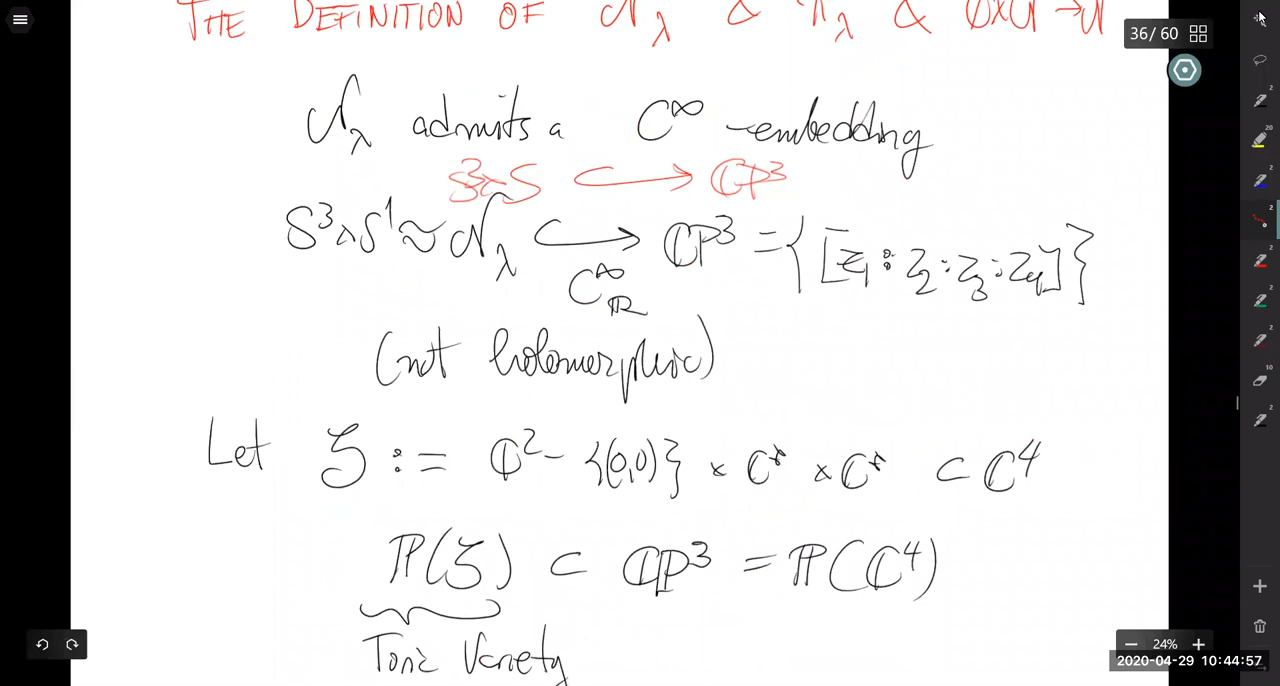 THE DEFINITION OF 𝒩_λ & π_λ &
36 / 60
𝒩_λ admits a C^∞ -embedding
S³×S ↪ CP³
S³×S¹ ≈ 𝒩_λ ↪ CP³ = {[Z₁ : Z₂ : Z₃ : Z₄]}
C^∞_ℝ
(not holomorphic)
Let S := ℂ² - {(0,0)} × ℂ* × ℂ* ⊂ ℂ⁴
ℙ(S) ⊂ ℂP³ = ℙ(ℂ⁴)
Toric Variety
24%
2020-04-29 10:44:57